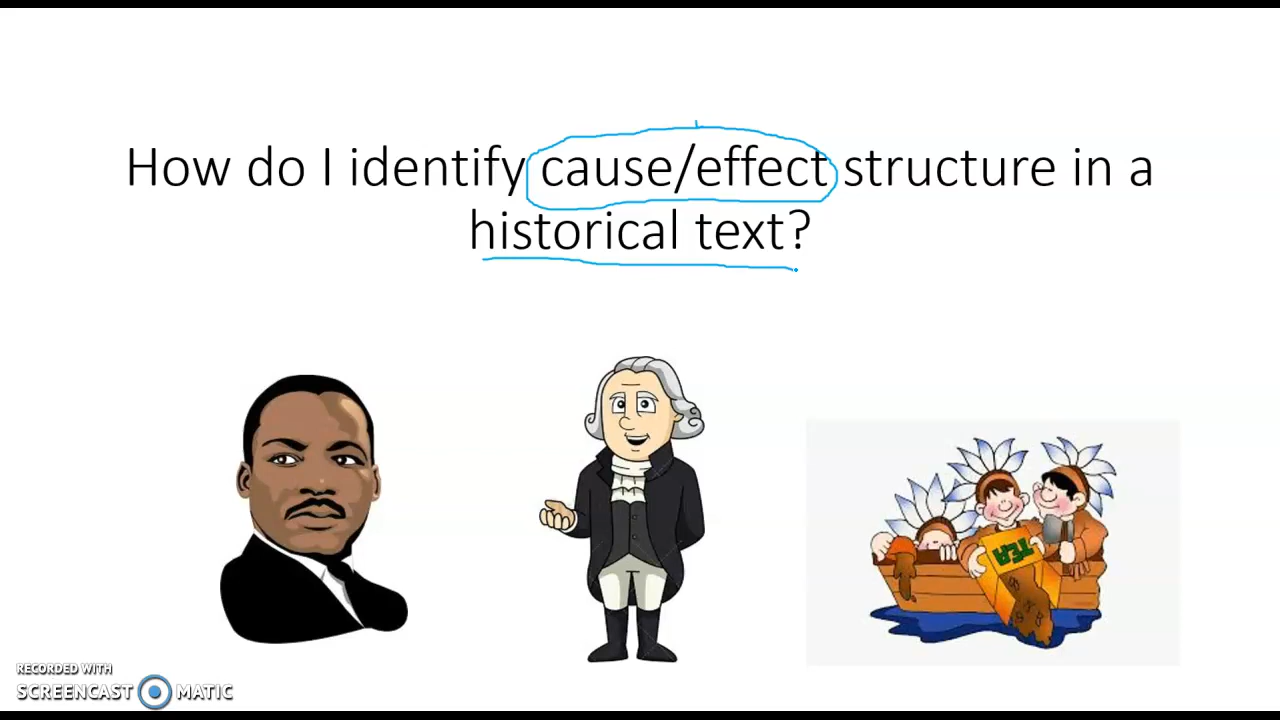 How do I identify cause/effect structure in a
historical text?
TEA
RECORDED WITH
SCREENCAST MATIC